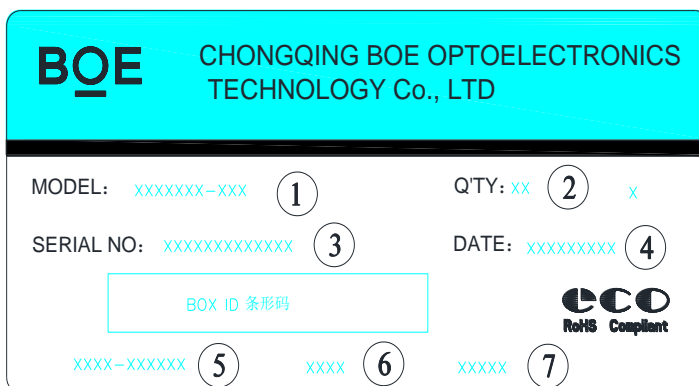 BOE
CHONGQING BOE OPTOELECTRONICS
TECHNOLOGY Co., LTD
MODEL: XXXXXXX-XXX ① Q'TY: XX ② X
SERIAL NO: XXXXXXXXXXXXX ③ DATE: XXXXXXXXX ④
BOX ID 条形码
eco
RoHS Compliant
XXXX-XXXXXX ⑤ XXXX ⑥ XXXXX ⑦